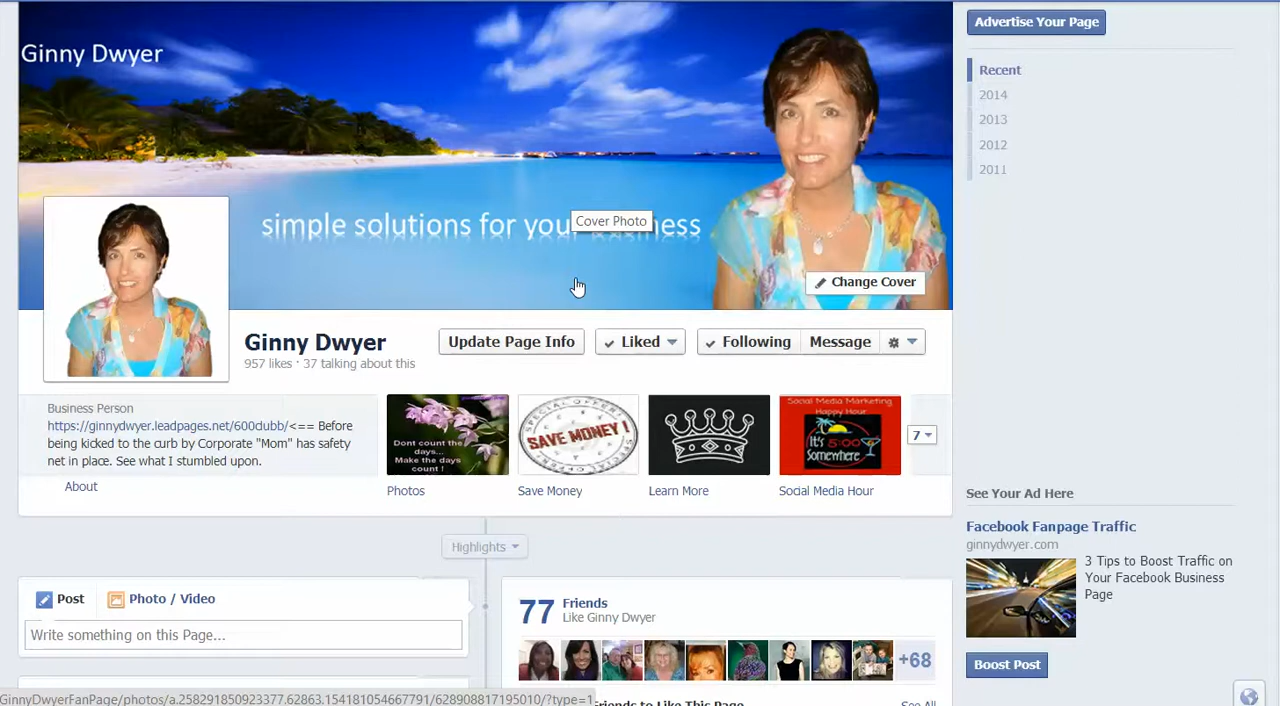 Advertise Your Page
Ginny Dwyer
Recent
2014
2013
2012
2011
Cover Photo
simple solutions for your business
Change Cover
Ginny Dwyer
957 likes · 37 talking about this
Update Page Info
Liked
Following
Message
Business Person
https://ginnydwyer.leadpages.net/600clubb/<== Before
being kicked to the curb by Corporate "Mom" has safety
net in place. See what I stumbled upon.
About
Dont count the
days...
Make the days
count !
Photos
SPECIAL OFFER
SAVE MONEY !
Save Money
Learn More
Social Media Marketing
Happy Hour
It's 5:00
Somewhere
Social Media Hour
7
See Your Ad Here
Facebook Fanpage Traffic
ginnydwyer.com
3 Tips to Boost Traffic on
Your Facebook Business
Page
Boost Post
Highlights
Post
Photo / Video
Write something on this Page...
77
Friends
Like Ginny Dwyer
+68
Friends to Like This Page
See All
GinnyDwyerFanPage/photos/a.258291850923377.62863.154181054667791/628908817195010/?type=1